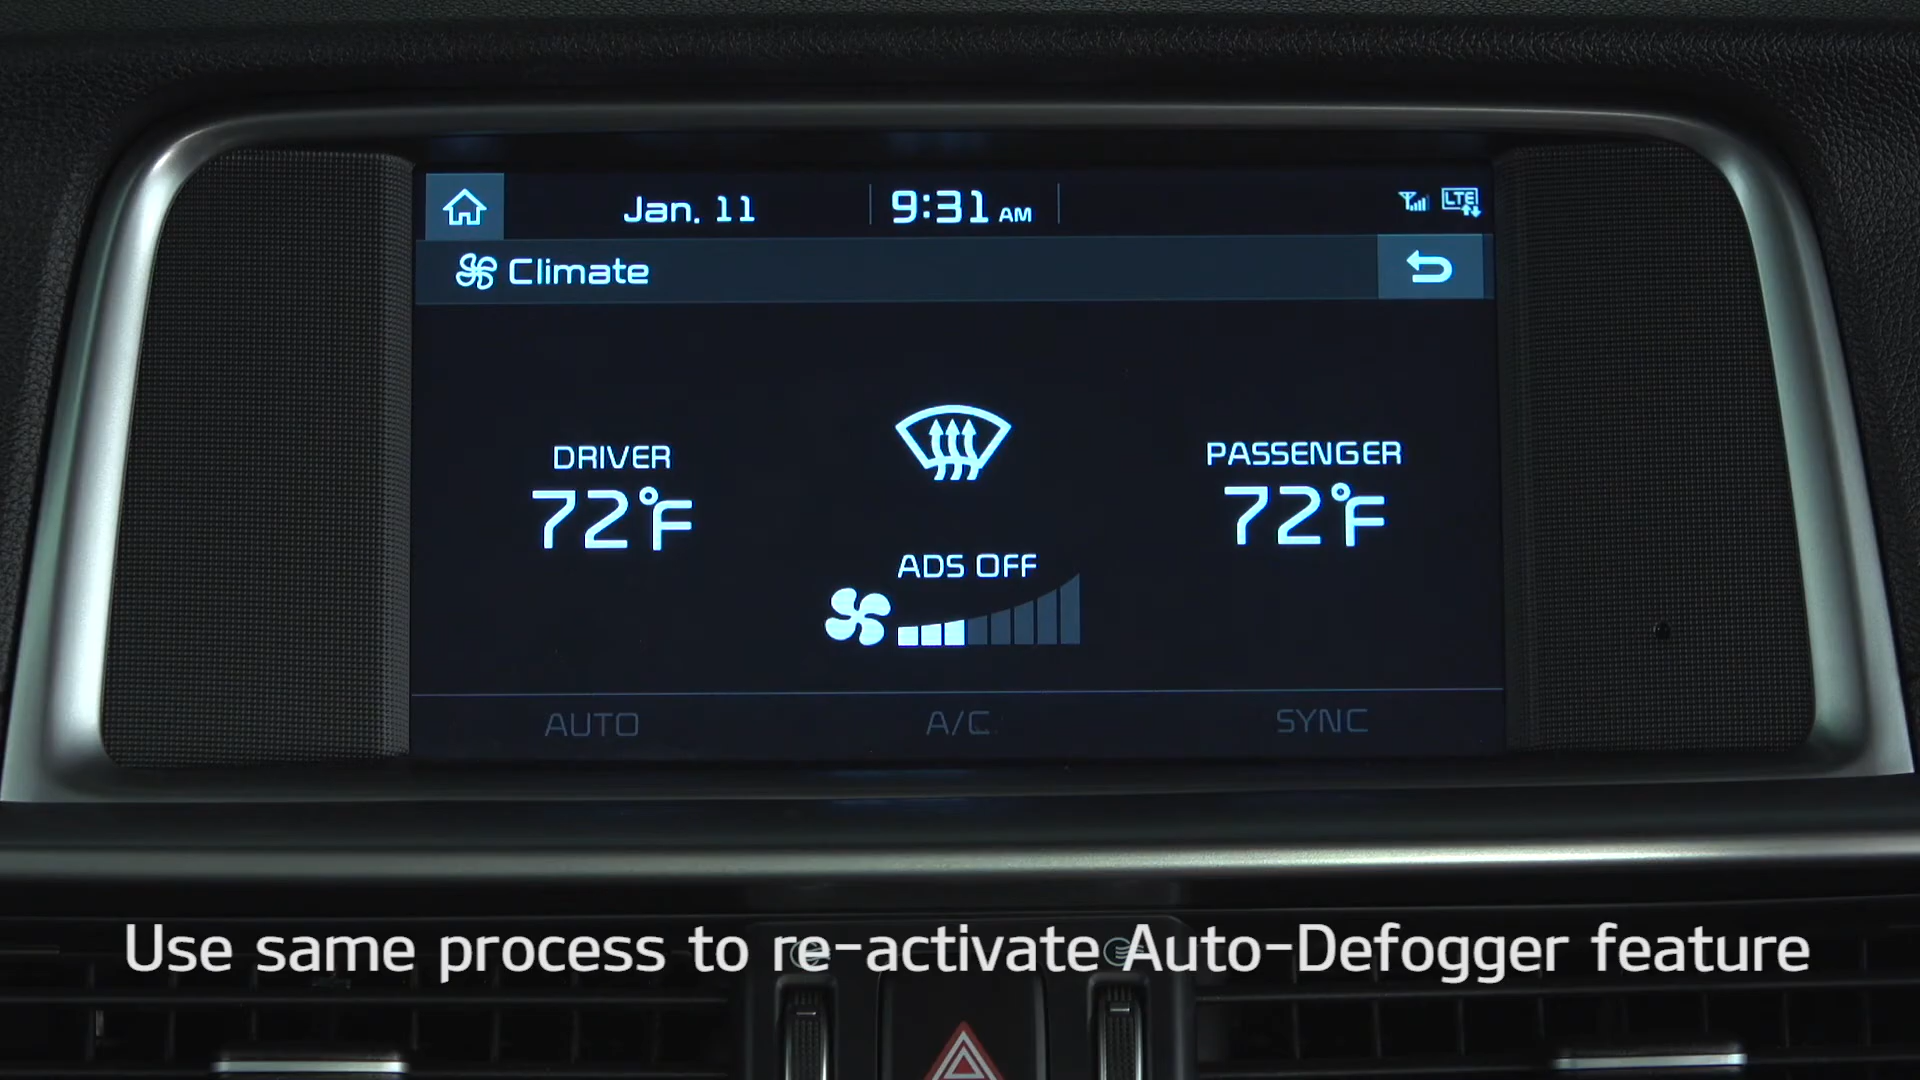 Jan. 11
9:31 AM
LTE
Climate
DRIVER
72°F
PASSENGER
72°F
ADS OFF
AUTO
A/C
SYNC
Use same process to re-activate Auto-Defogger feature